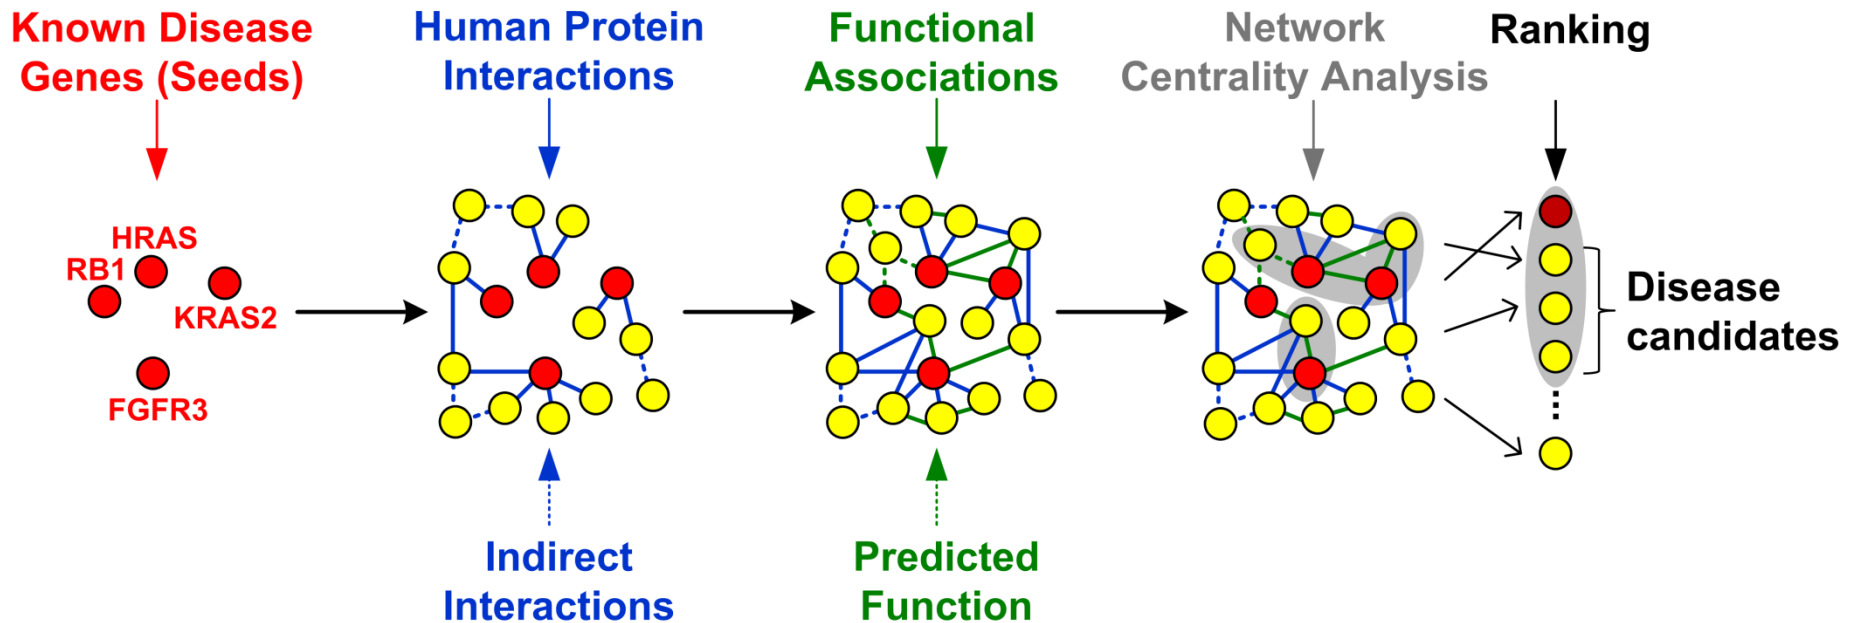 Known Disease
Genes (Seeds)
Human Protein
Interactions
Functional
Associations
Network
Centrality Analysis
Ranking
HRAS
RB1
KRAS2
FGFR3
Disease
candidates
Indirect
Interactions
Predicted
Function